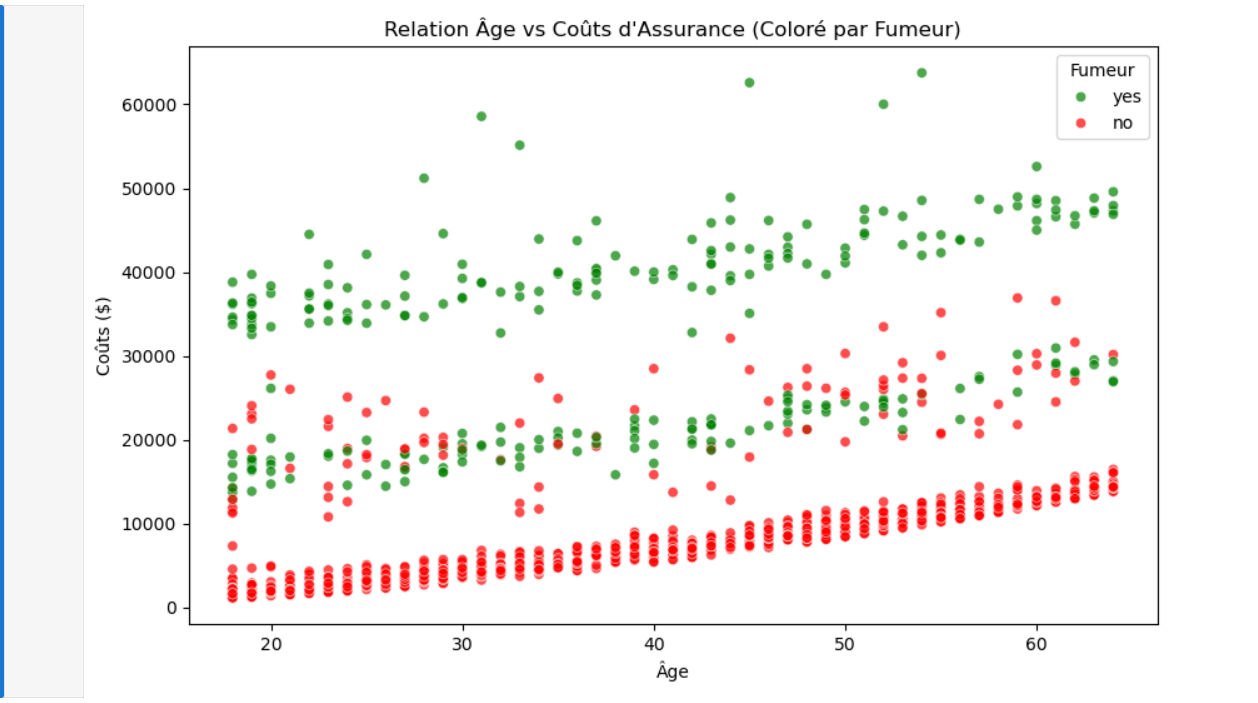 Relation Âge vs Coûts d'Assurance (Coloré par Fumeur)
Fumeur
yes
no
60000
50000
40000
30000
20000
10000
0
Coûts ($)
20 30 40 50 60
Âge